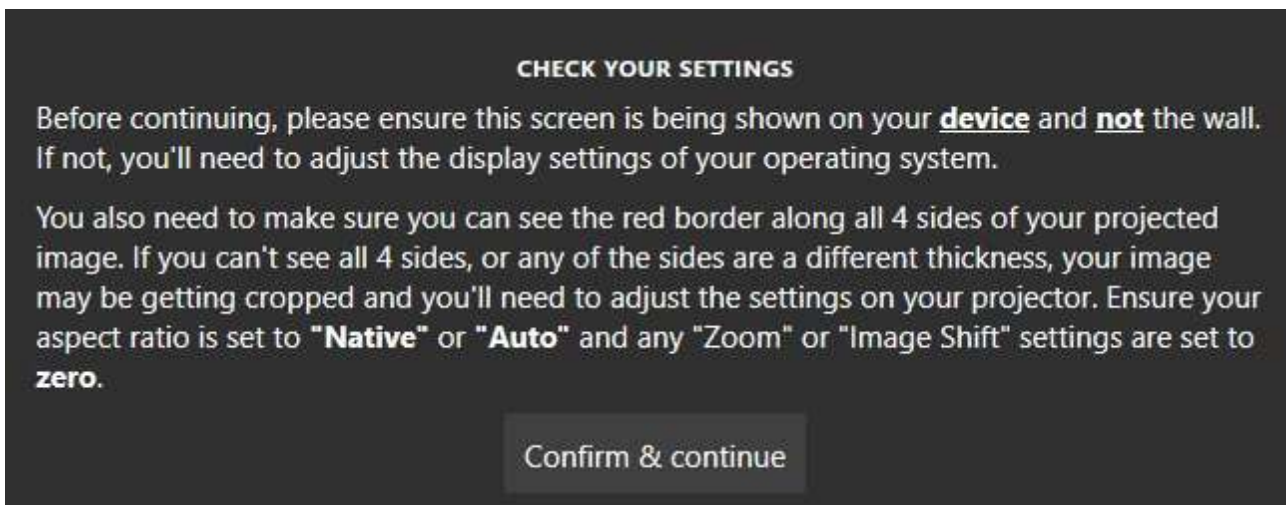 CHECK YOUR SETTINGS
Before continuing, please ensure this screen is being shown on your device and not the wall.
If not, you'll need to adjust the display settings of your operating system.
You also need to make sure you can see the red border along all 4 sides of your projected
image. If you can't see all 4 sides, or any of the sides are a different thickness, your image
may be getting cropped and you'll need to adjust the settings on your projector. Ensure your
aspect ratio is set to "Native" or "Auto" and any "Zoom" or "Image Shift" settings are set to
zero.
Confirm & continue